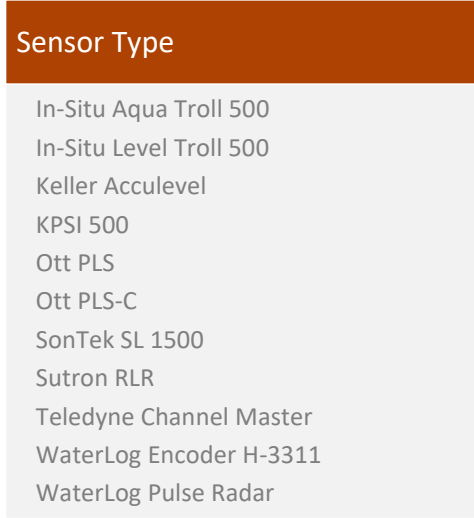 Sensor Type
In-Situ Aqua Troll 500
In-Situ Level Troll 500
Keller Acculevel
KPSI 500
Ott PLS
Ott PLS-C
SonTek SL 1500
Sutron RLR
Teledyne Channel Master
WaterLog Encoder H-3311
WaterLog Pulse Radar